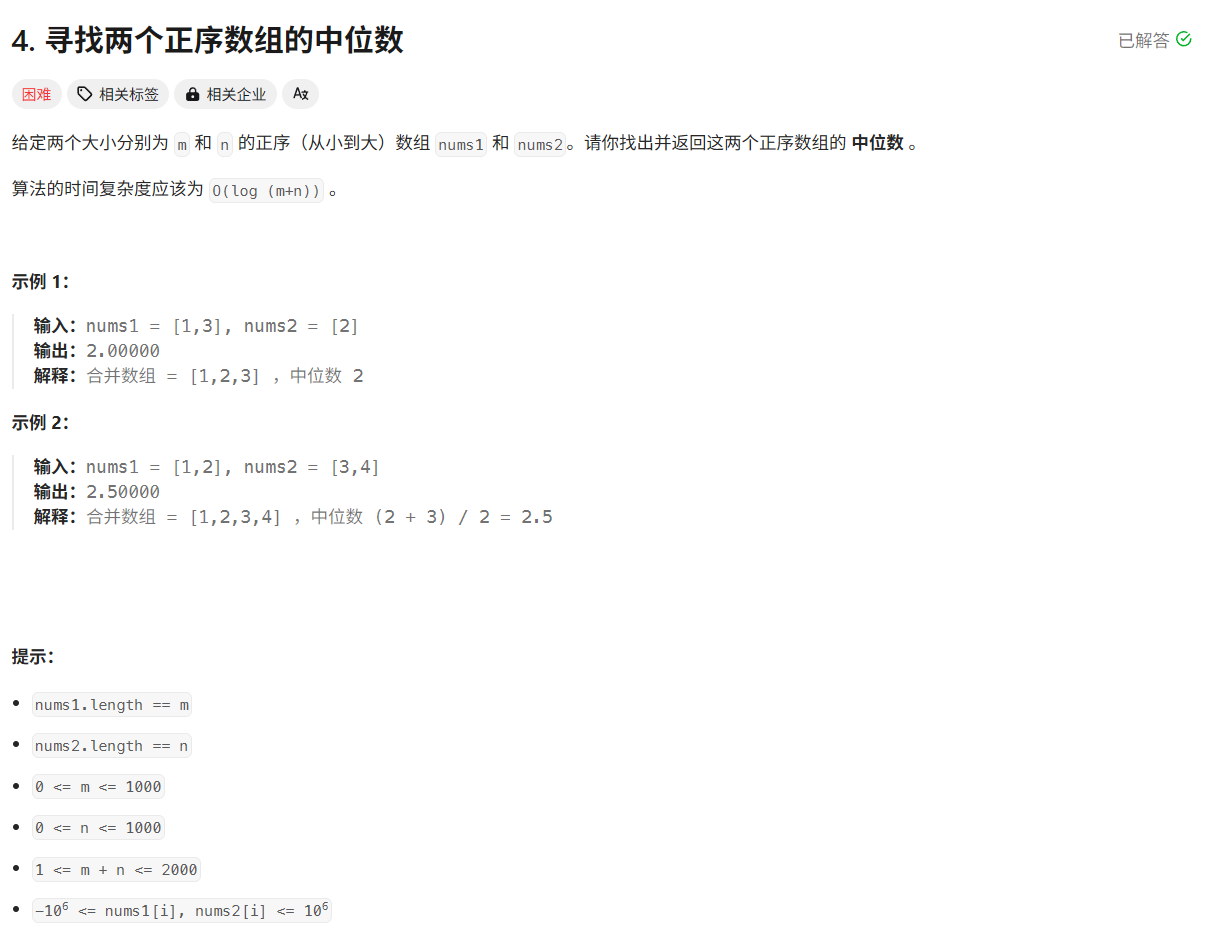 4. 寻找两个正序数组的中位数
已解答
困难 相关标签 相关企业 Aあ
给定两个大小分别为 m 和 n 的正序（从小到大）数组 nums1 和 nums2。请你找出并返回这两个正序数组的 中位数 。
算法的时间复杂度应该为 O(log (m+n)) 。
示例 1：
输入：nums1 = [1,3], nums2 = [2]
输出：2.00000
解释：合并数组 = [1,2,3] ，中位数 2
示例 2：
输入：nums1 = [1,2], nums2 = [3,4]
输出：2.50000
解释：合并数组 = [1,2,3,4] ，中位数 (2 + 3) / 2 = 2.5
提示：
nums1.length == m
nums2.length == n
0 <= m <= 1000
0 <= n <= 1000
1 <= m + n <= 2000
-10⁶ <= nums1[i], nums2[i] <= 10⁶